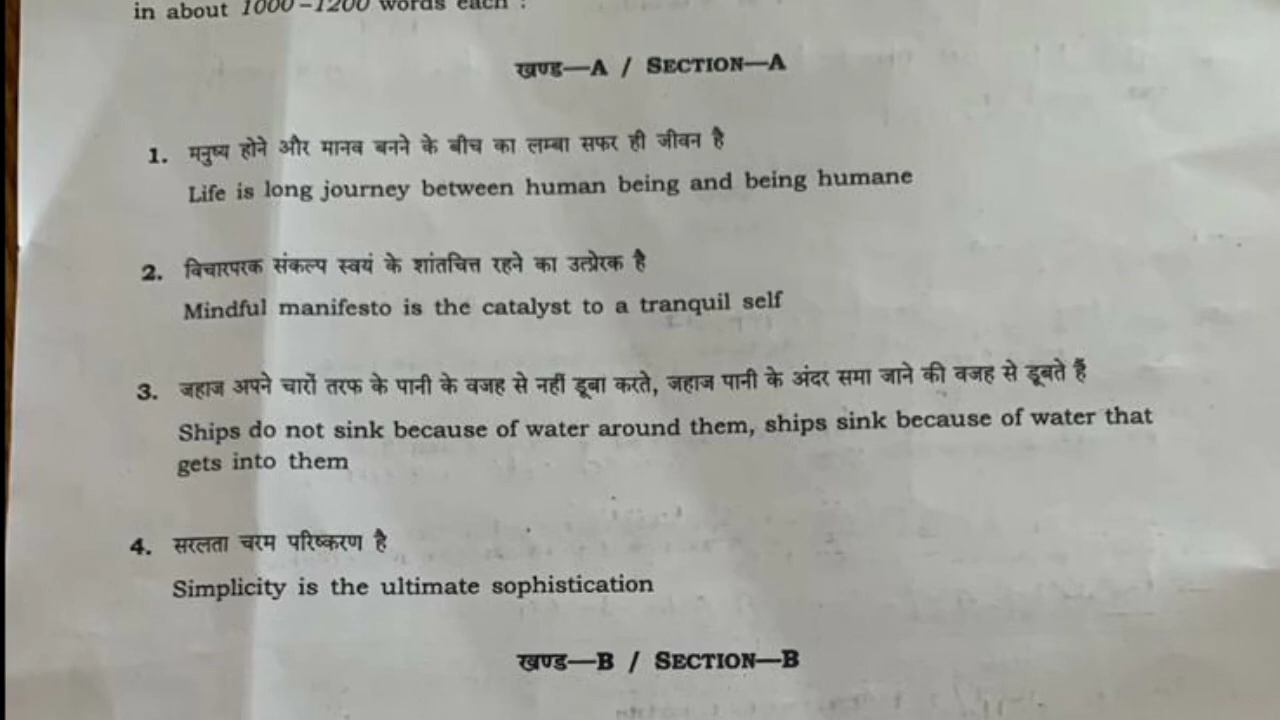 in about 1000–1200 words each :
खण्ड—A / SECTION—A
1. मनुष्य होने और मानव बनने के बीच का लम्बा सफर ही जीवन है
Life is long journey between human being and being humane
2. विचारपरक संकल्प स्वयं के शांतचित्त रहने का उत्प्रेरक है
Mindful manifesto is the catalyst to a tranquil self
3. जहाज अपने चारों तरफ के पानी के वजह से नहीं डूबा करते, जहाज पानी के अंदर समा जाने की वजह से डूबते हैं
Ships do not sink because of water around them, ships sink because of water that
gets into them
4. सरलता चरम परिष्करण है
Simplicity is the ultimate sophistication
खण्ड—B / SECTION—B